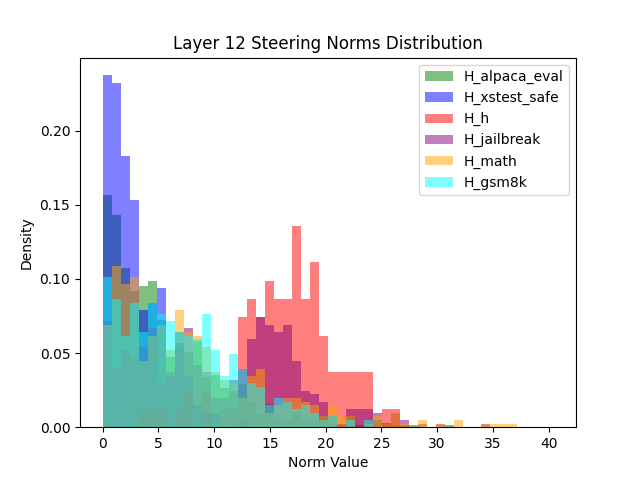 Layer 12 Steering Norms Distribution
H_alpaca_eval
H_xstest_safe
H_h
H_jailbreak
H_math
H_gsm8k
Density
0.20
0.15
0.10
0.05
0.00
0 5 10 15 20 25 30 35 40
Norm Value